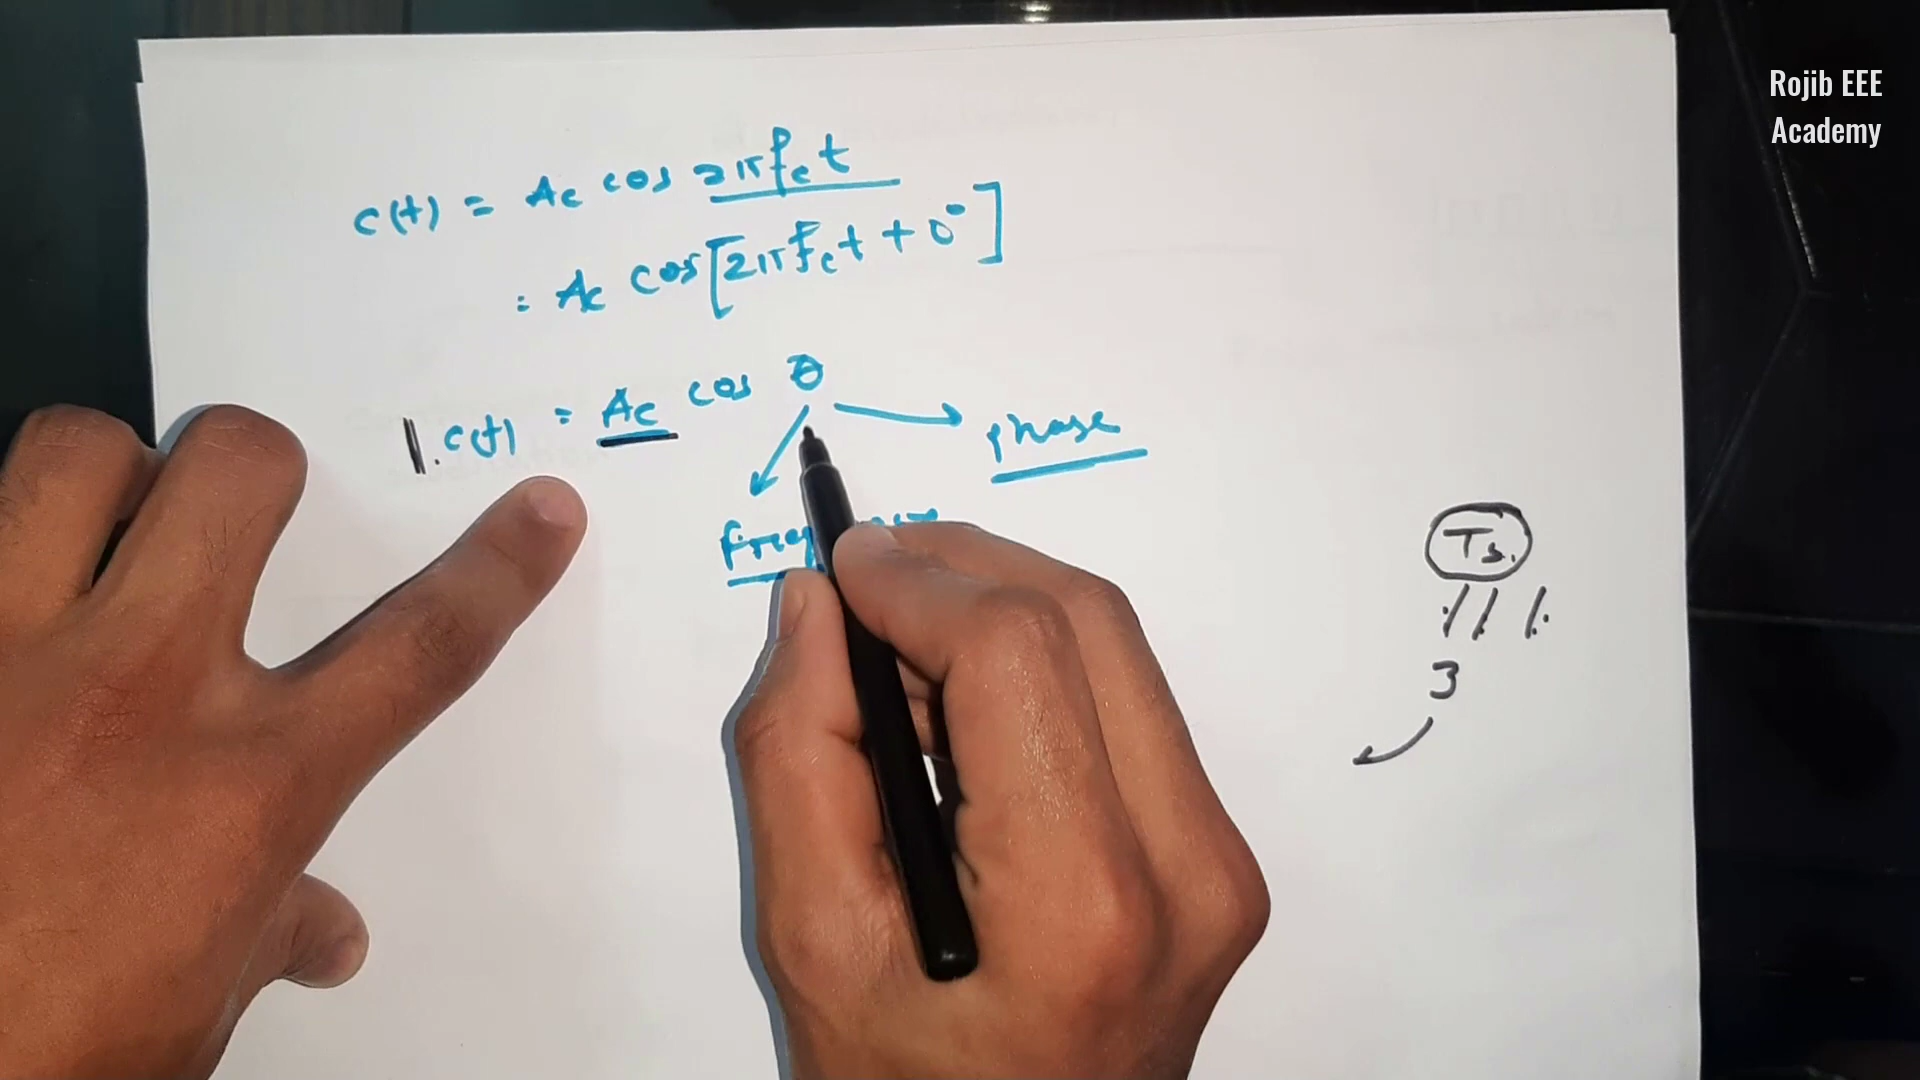 Rojib EEE
Academy
c(t) = Ac cos 2πfct
= Ac cos[2πfct + 0°]
1. c(t) = Ac cos θ
phase
Ts.
3